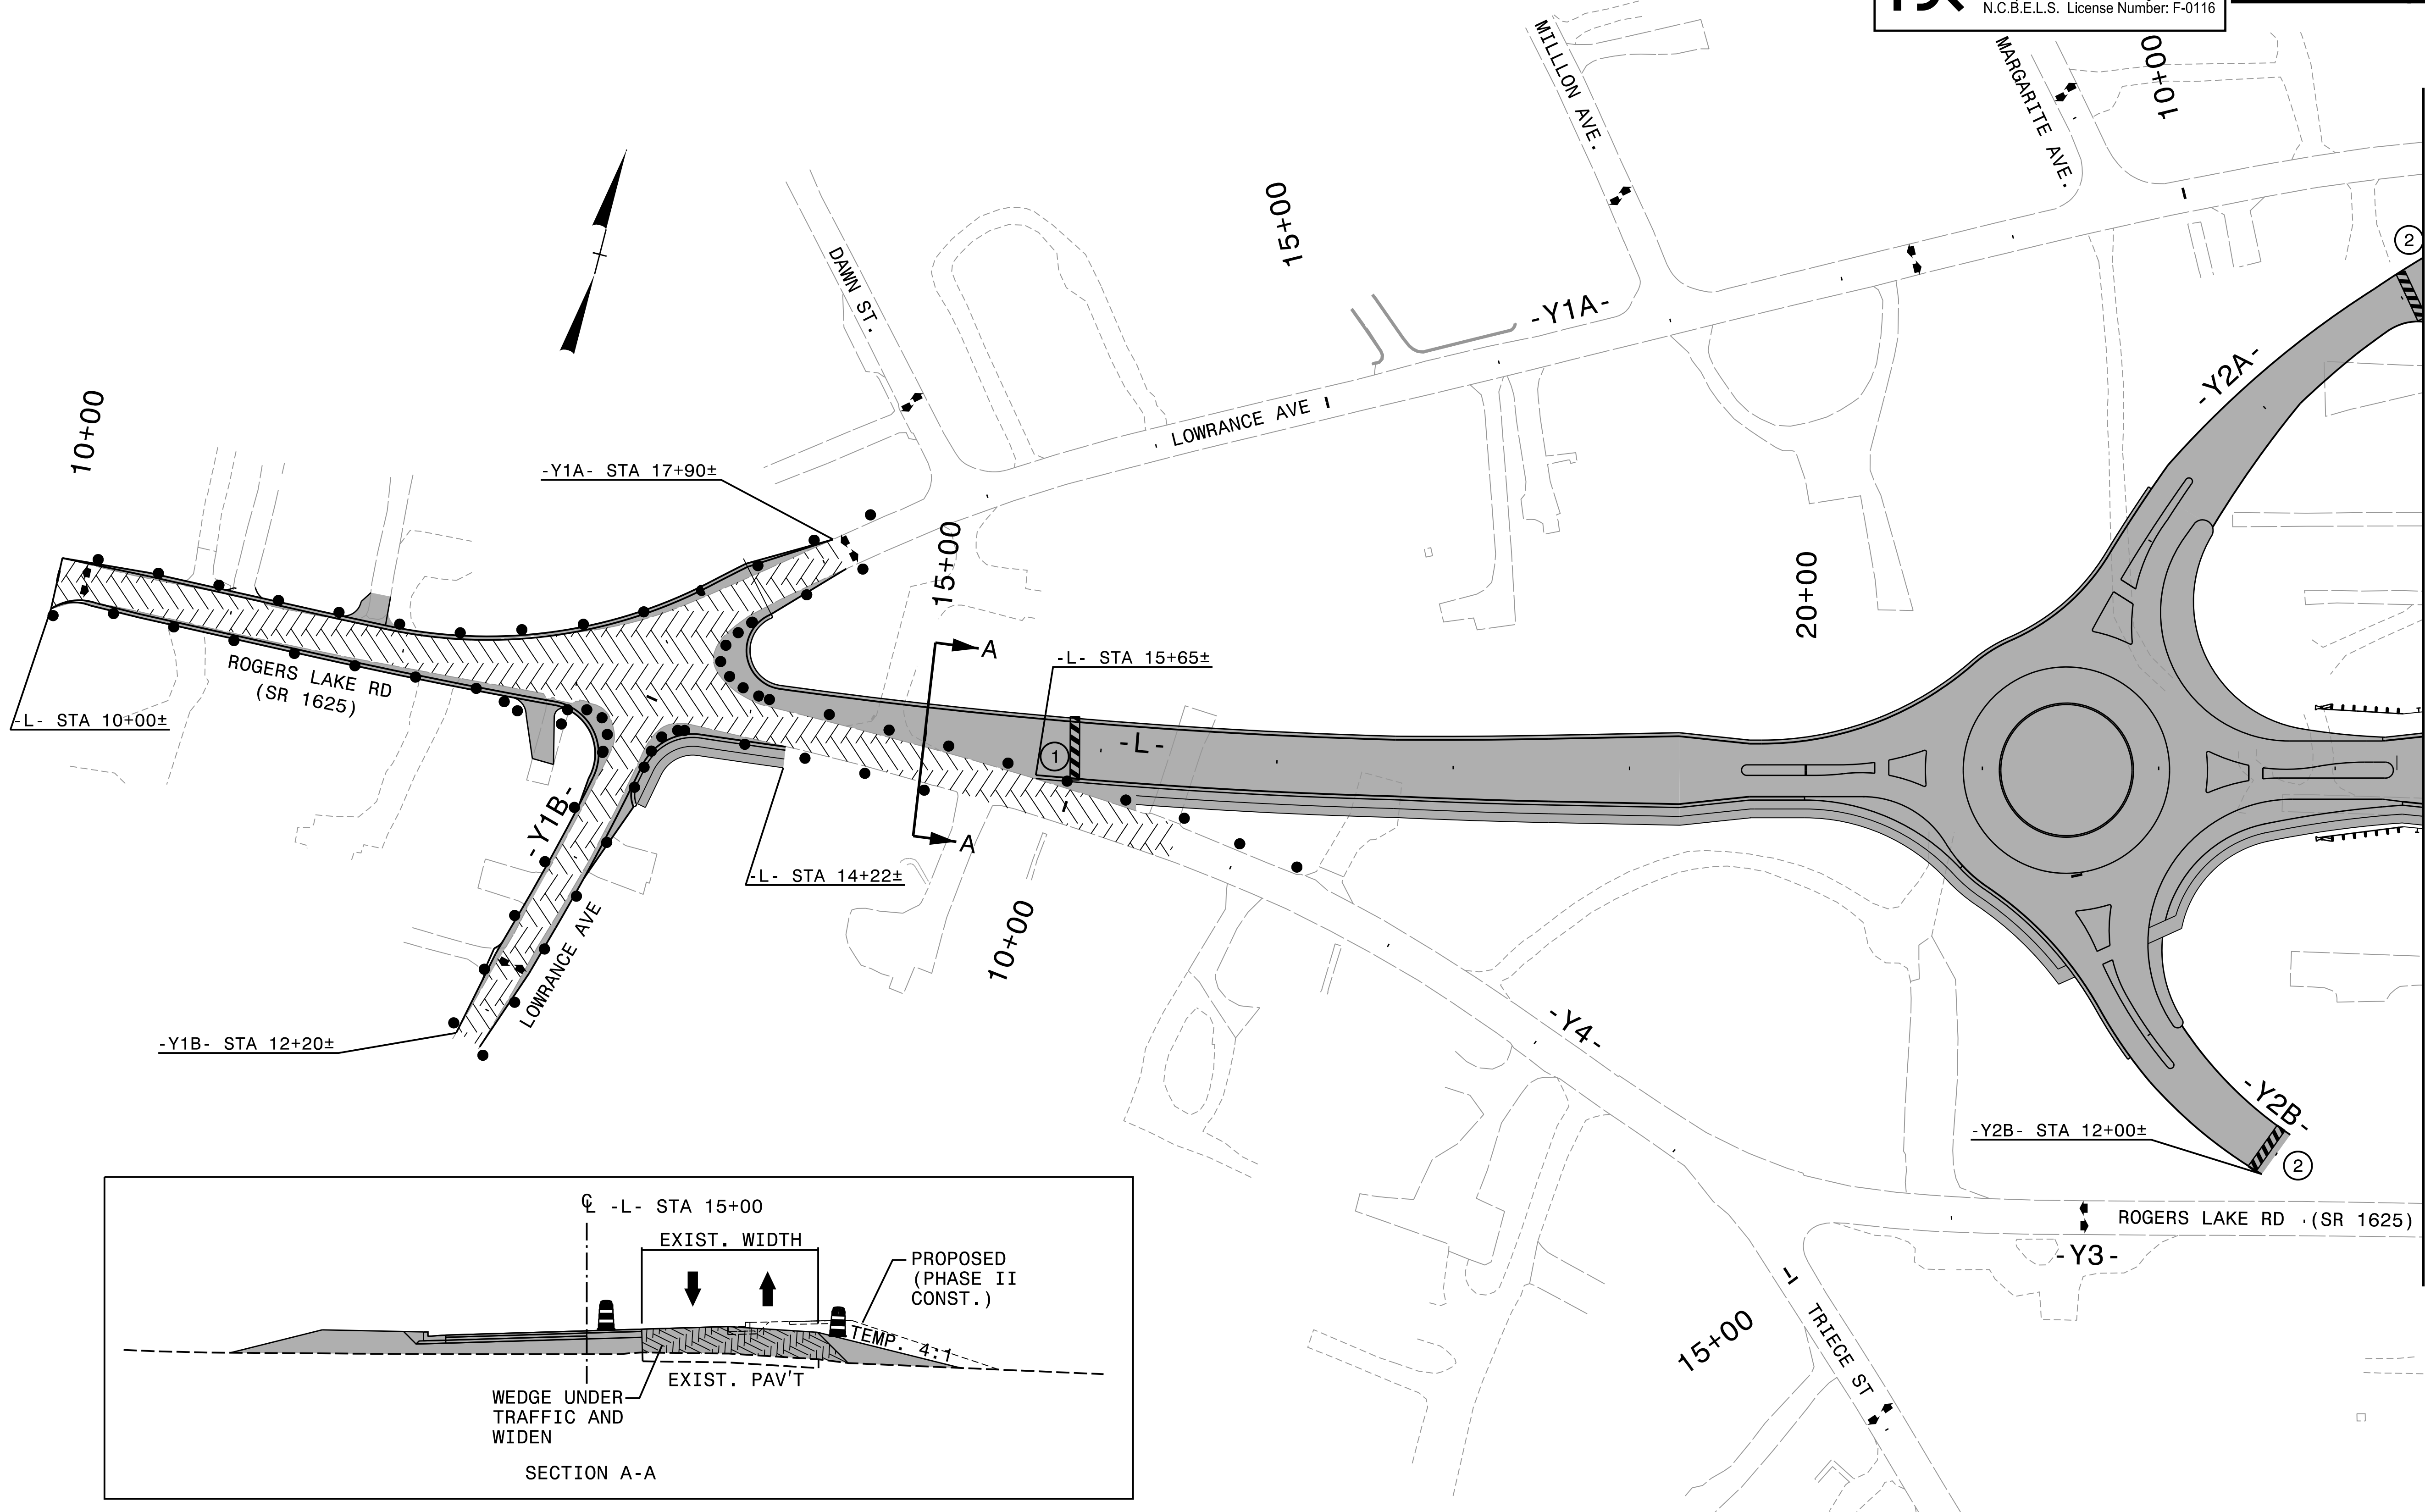 N.C.B.E.L.S. License Number: F-0116
MILLON AVE.
MARGARITE AVE.
10+00
15+00
2
DAWN ST.
-Y1A-
-Y2A-
10+00
LOWRANCE AVE
-Y1A- STA 17+90±
15+00
20+00
A
-L- STA 15+65±
ROGERS LAKE RD
(SR 1625)
-L- STA 10+00±
1
-L-
-Y1B-
A
-L- STA 14+22±
LOWRANCE AVE
10+00
-Y4-
-Y1B- STA 12+20±
-Y2B-
-Y2B- STA 12+00±
2
ROGERS LAKE RD (SR 1625)
-Y3-
15+00
TRIECE ST
℄ -L- STA 15+00
EXIST. WIDTH
PROPOSED
(PHASE II
CONST.)
TEMP. 4:1
EXIST. PAV'T
WEDGE UNDER
TRAFFIC AND
WIDEN
SECTION A-A